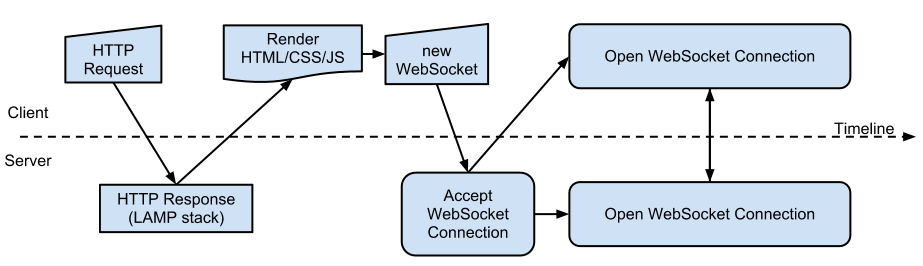 HTTP
Request
Render
HTML/CSS/JS
new
WebSocket
Open WebSocket Connection
Client
Timeline
Server
HTTP Response
(LAMP stack)
Accept
WebSocket
Connection
Open WebSocket Connection